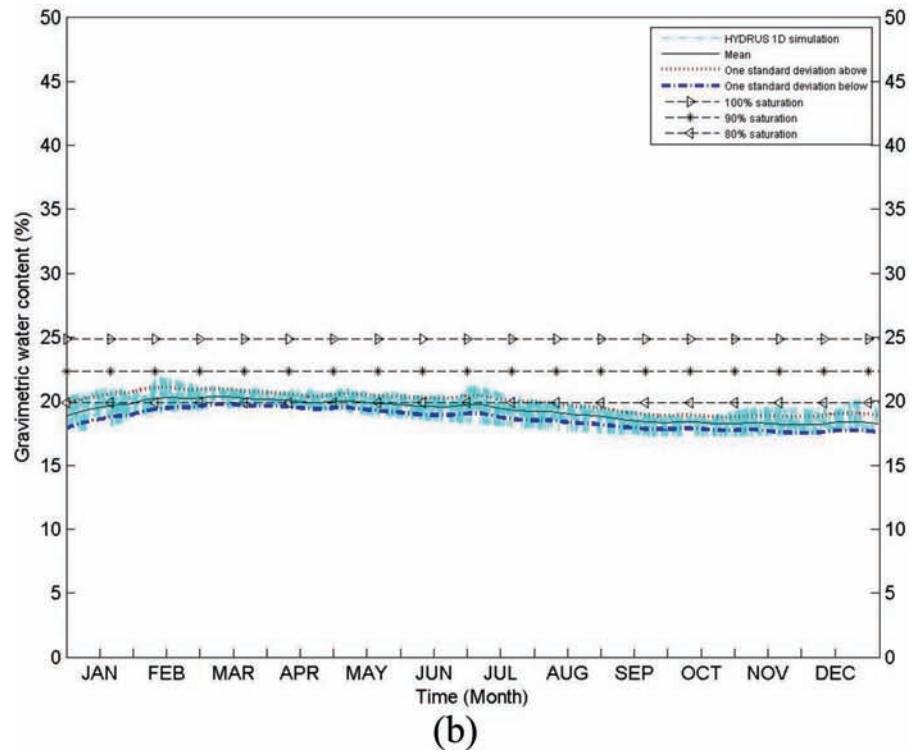 50
50
HYDRUS 1D simulation
Mean
One standard deviation above
One standard deviation below
100% saturation
90% saturation
80% saturation
45
45
40
40
35
35
30
30
25
25
20
20
15
15
10
10
5
5
0
0
Gravimetric water content (%)
JAN FEB MAR APR MAY JUN JUL AUG SEP OCT NOV DEC
Time (Month)
(b)